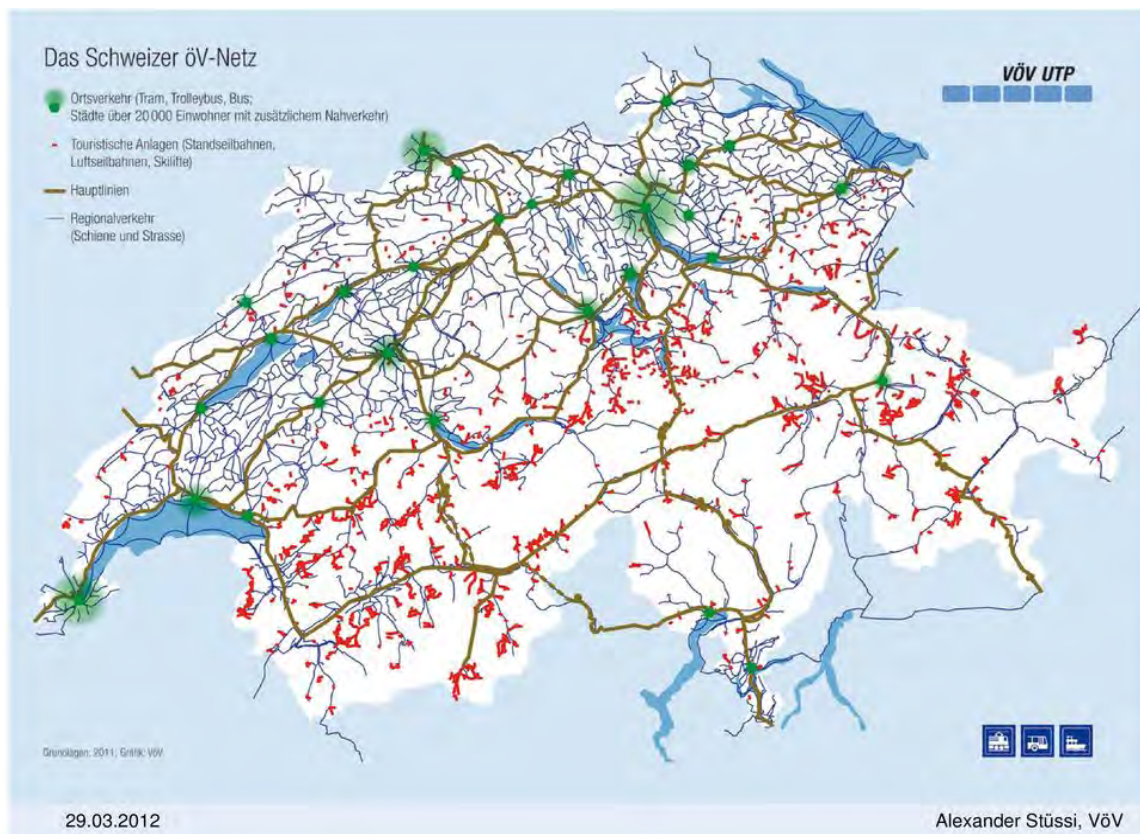 Das Schweizer öV-Netz
VÖV UTP
Ortsverkehr (Tram, Trolleybus, Bus;
Städte über 20 000 Einwohner mit zusätzlichem Nahverkehr)
Touristische Anlagen (Standseilbahnen,
Luftseilbahnen, Skilifte)
Hauptlinien
Regionalverkehr
(Schiene und Strasse)
Grundlagen: 2011; Grafik: VöV
29.03.2012
Alexander Stüssi, VöV